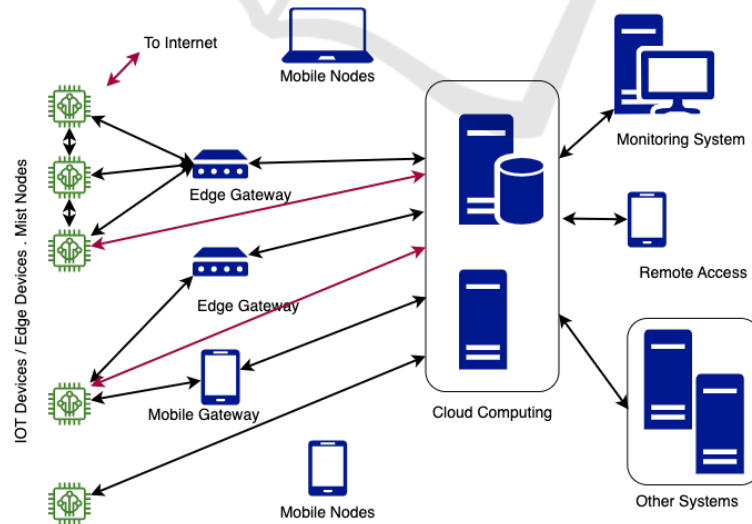 To Internet
Mobile Nodes
Monitoring System
Edge Gateway
Remote Access
Edge Gateway
IOT Devices / Edge Devices . Mist Nodes
Mobile Gateway
Cloud Computing
Mobile Nodes
Other Systems